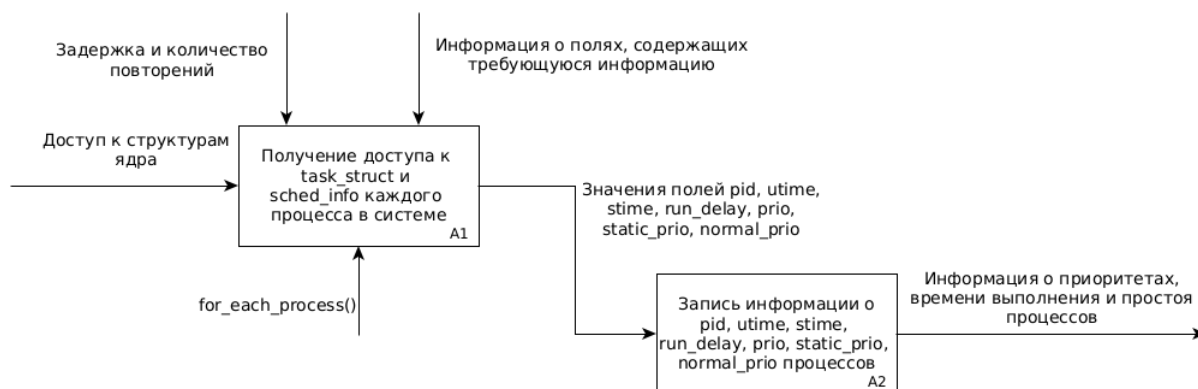 Задержка и количество
повторений
Информация о полях, содержащих
требующуюся информацию
Доступ к структурам
ядра
Получение доступа к
task_struct и
sched_info каждого
процесса в системе
A1
for_each_process()
Значения полей pid, utime,
stime, run_delay, prio,
static_prio, normal_prio
Запись информации о
pid, utime, stime,
run_delay, prio, static_prio,
normal_prio процессов
A2
Информация о приоритетах,
времени выполнения и простоя
процессов